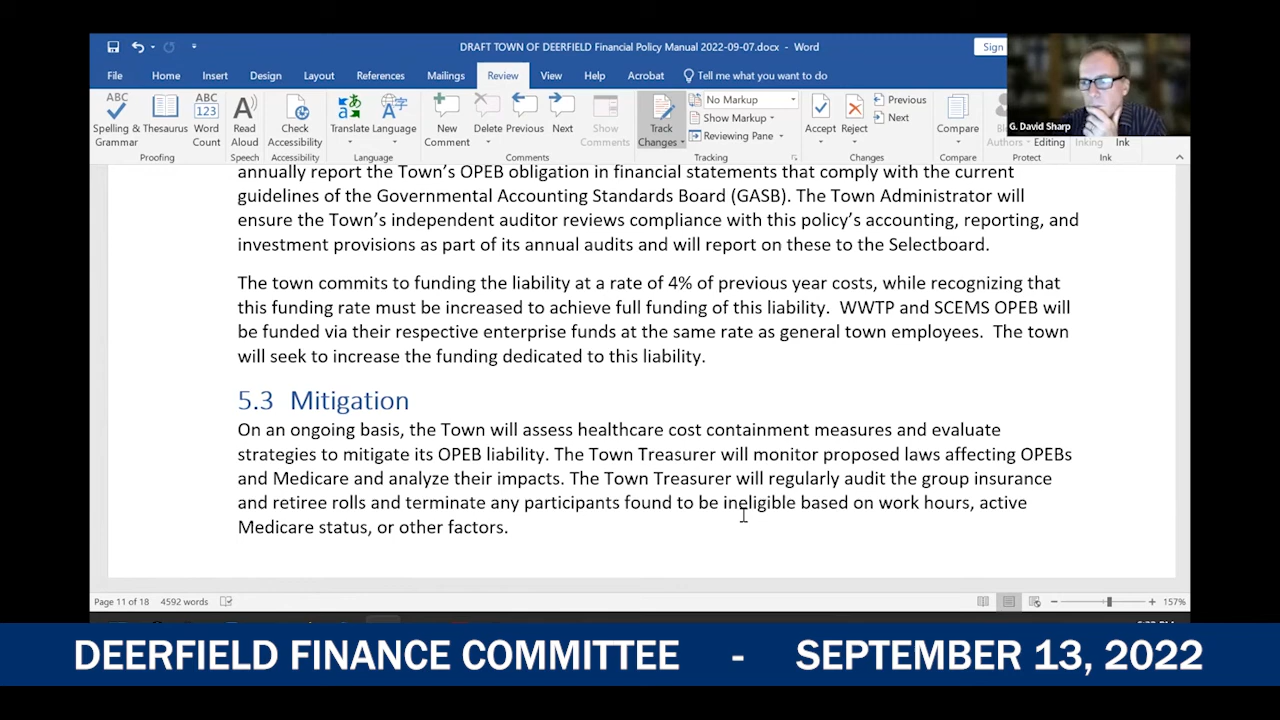 DRAFT TOWN OF DEERFIELD Financial Policy Manual 2022-09-07.docx - Word
Sign
File Home Insert Design Layout References Mailings Review View Help Acrobat Tell me what you want to do
G. David Sharp
ABC Spelling & Grammar
Thesaurus
ABC 123 Word Count
Proofing
Read Aloud
Speech
Check Accessibility
Accessibility
Translate
Language
Language
New Comment
Delete
Previous
Next
Show Comments
Comments
Track Changes
No Markup
Show Markup
Reviewing Pane
Tracking
Accept
Reject
Previous
Next
Changes
Compare
Compare
Authors
Editing
Protect
Inking
Ink
annually report the Town's OPEB obligation in financial statements that comply with the current
guidelines of the Governmental Accounting Standards Board (GASB). The Town Administrator will
ensure the Town's independent auditor reviews compliance with this policy's accounting, reporting, and
investment provisions as part of its annual audits and will report on these to the Selectboard.
The town commits to funding the liability at a rate of 4% of previous year costs, while recognizing that
this funding rate must be increased to achieve full funding of this liability. WWTP and SCEMS OPEB will
be funded via their respective enterprise funds at the same rate as general town employees. The town
will seek to increase the funding dedicated to this liability.
5.3 Mitigation
On an ongoing basis, the Town will assess healthcare cost containment measures and evaluate
strategies to mitigate its OPEB liability. The Town Treasurer will monitor proposed laws affecting OPEBs
and Medicare and analyze their impacts. The Town Treasurer will regularly audit the group insurance
and retiree rolls and terminate any participants found to be ineligible based on work hours, active
Medicare status, or other factors.
Page 11 of 18 4592 words
157%
DEERFIELD FINANCE COMMITTEE - SEPTEMBER 13, 2022